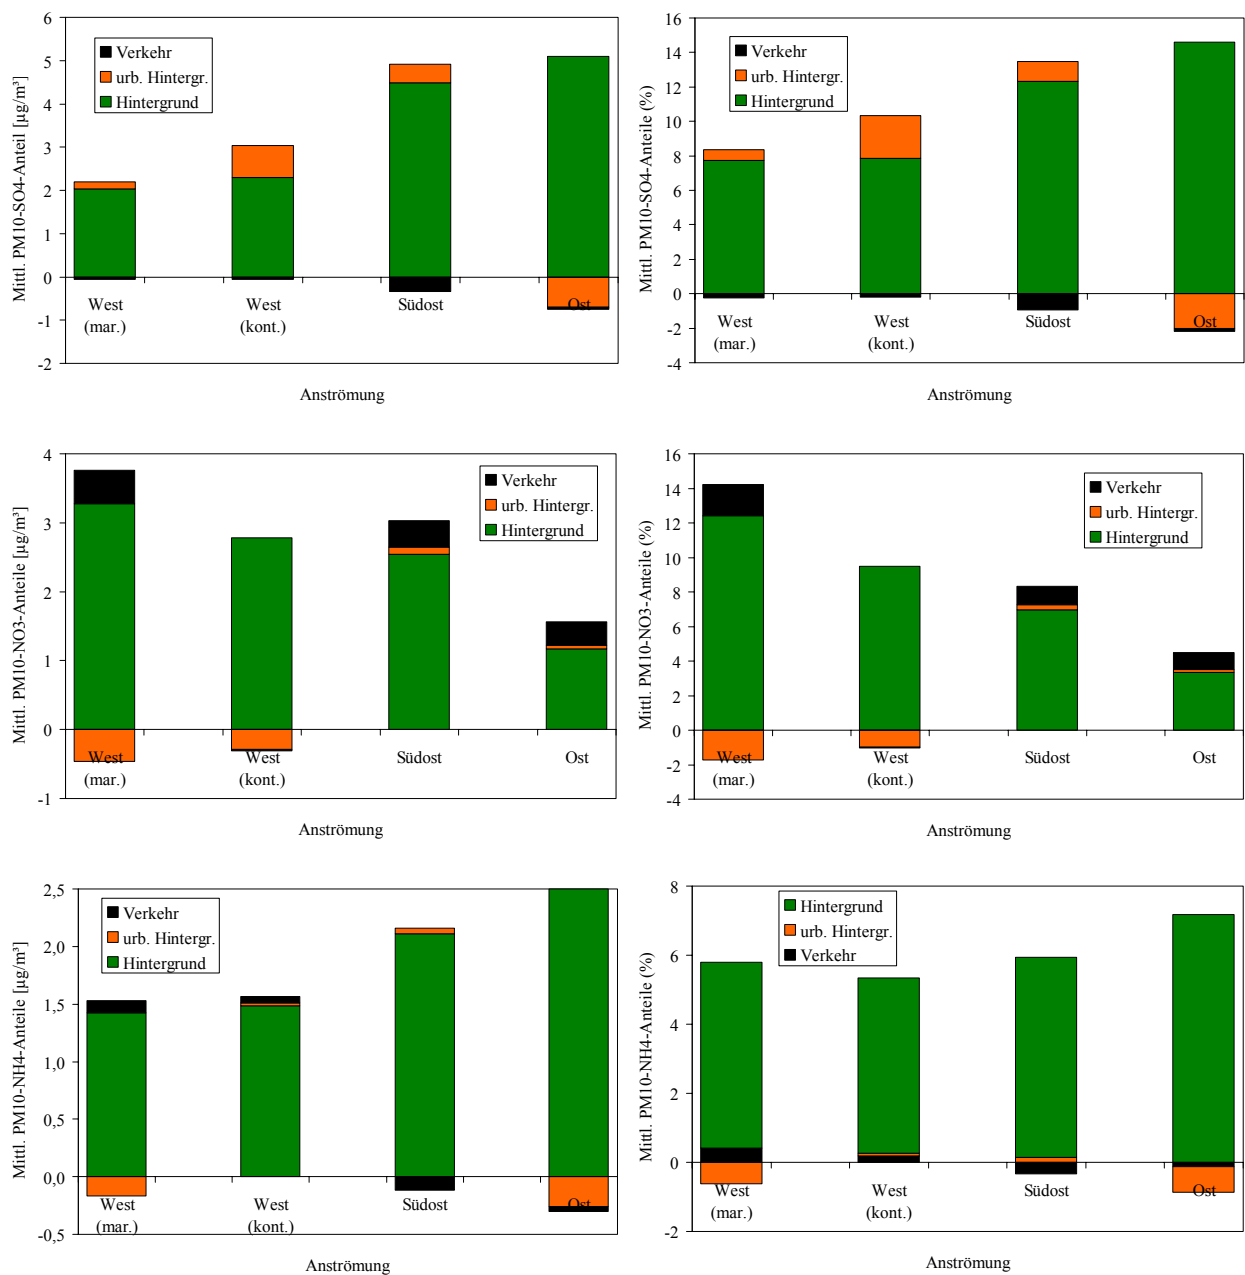 Mittl. PM10-SO4-Anteil [µg/m³]
6
5
4
3
2
1
0
-1
-2
Verkehr
urb. Hintergr.
Hintergrund
West
(mar.)
West
(kont.)
Südost
Ost
Anströmung
Mittl. PM10-SO4-Anteile (%)
16
14
12
10
8
6
4
2
0
-2
-4
Verkehr
urb. Hintergr.
Hintergrund
West
(mar.)
West
(kont.)
Südost
Ost
Anströmung
Mittl. PM10-NO3-Anteile [µg/m³]
4
3
2
1
0
-1
Verkehr
urb. Hintergr.
Hintergrund
West
(mar.)
West
(kont.)
Südost
Ost
Anströmung
Mittl. PM10-NO3-Anteile (%)
16
14
12
10
8
6
4
2
0
-2
-4
Verkehr
urb. Hintergr.
Hintergrund
West
(mar.)
West
(kont.)
Südost
Ost
Anströmung
Mittl. PM10-NH4-Anteile [µg/m³]
2,5
2,0
1,5
1,0
0,5
0,0
-0,5
Verkehr
urb. Hintergr.
Hintergrund
West
(mar.)
West
(kont.)
Südost
Ost
Anströmung
Mittl. PM10-NH4-Anteile (%)
8
6
4
2
0
-2
Hintergrund
urb. Hintergr.
Verkehr
West
(mar.)
West
(kont.)
Südost
Ost
Anströmung